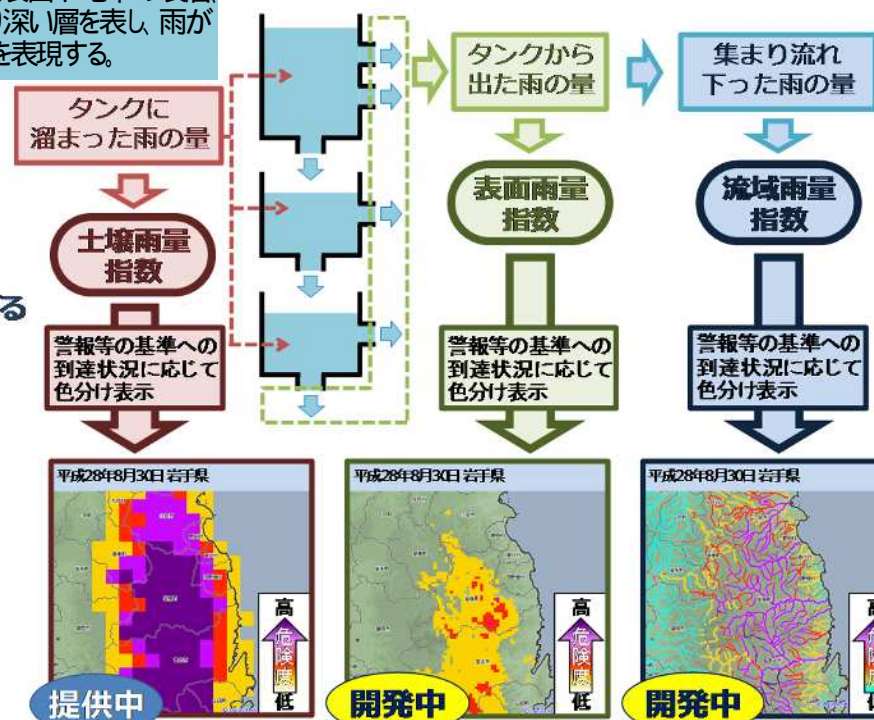 り深い層を表し、雨が
を表現する。
タンクに
溜まった雨の量
タンクから
出た雨の量
集まり流れ
下った雨の量
土壌雨量
指数
表面雨量
指数
流域雨量
指数
る
警報等の基準への
到達状況に応じて
色分け表示
警報等の基準への
到達状況に応じて
色分け表示
警報等の基準への
到達状況に応じて
色分け表示
平成28年8月30日 岩手県
平成28年8月30日 岩手県
平成28年8月30日 岩手県
高
危険度
低
高
危険度
低
高
危険度
低
提供中
開発中
開発中